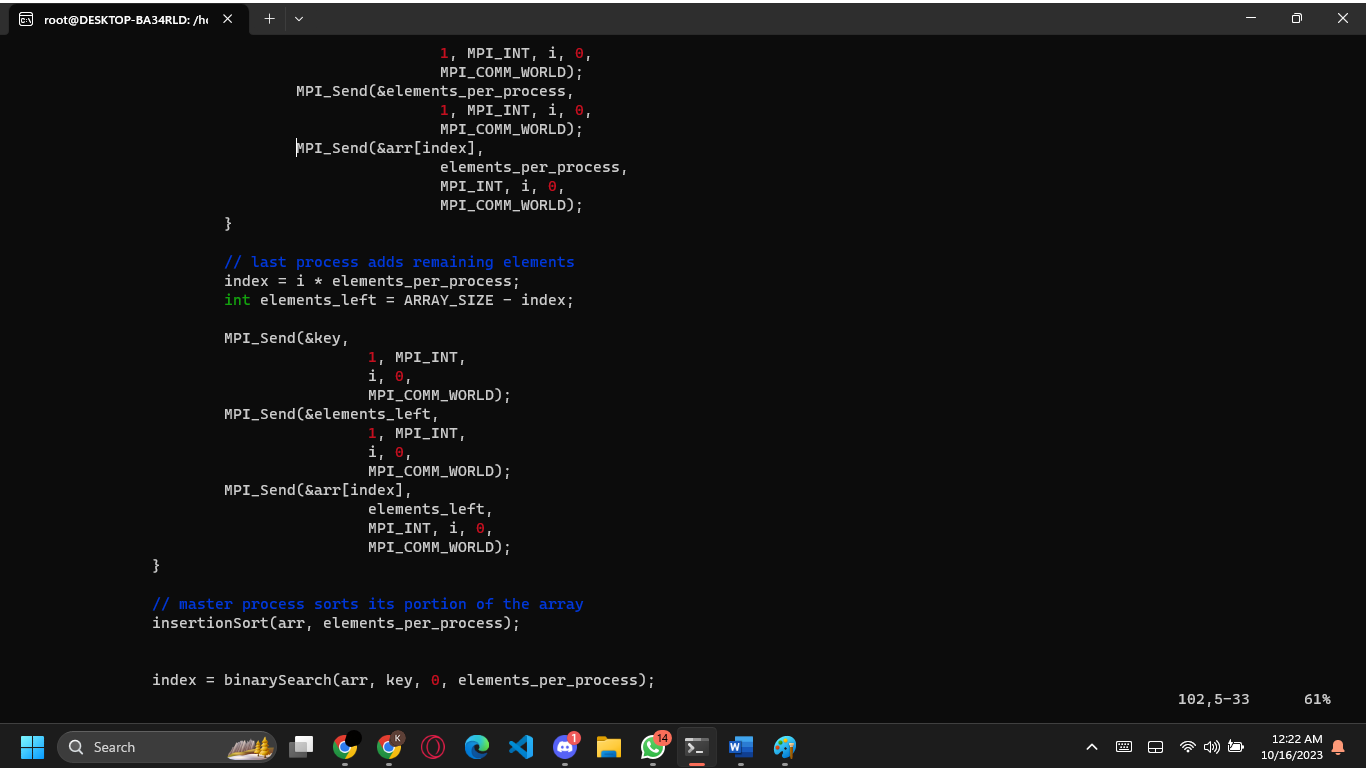 root@DESKTOP-BA34RLD: /ho
1, MPI_INT, i, 0,
MPI_COMM_WORLD);
MPI_Send(&elements_per_process,
1, MPI_INT, i, 0,
MPI_COMM_WORLD);
MPI_Send(&arr[index],
elements_per_process,
MPI_INT, i, 0,
MPI_COMM_WORLD);
}
// last process adds remaining elements
index = i * elements_per_process;
int elements_left = ARRAY_SIZE - index;
MPI_Send(&key,
1, MPI_INT,
i, 0,
MPI_COMM_WORLD);
MPI_Send(&elements_left,
1, MPI_INT,
i, 0,
MPI_COMM_WORLD);
MPI_Send(&arr[index],
elements_left,
MPI_INT, i, 0,
MPI_COMM_WORLD);
}
// master process sorts its portion of the array
insertionSort(arr, elements_per_process);
index = binarySearch(arr, key, 0, elements_per_process);
102,5-33 61%
Search
K
1
14
12:22 AM
10/16/2023